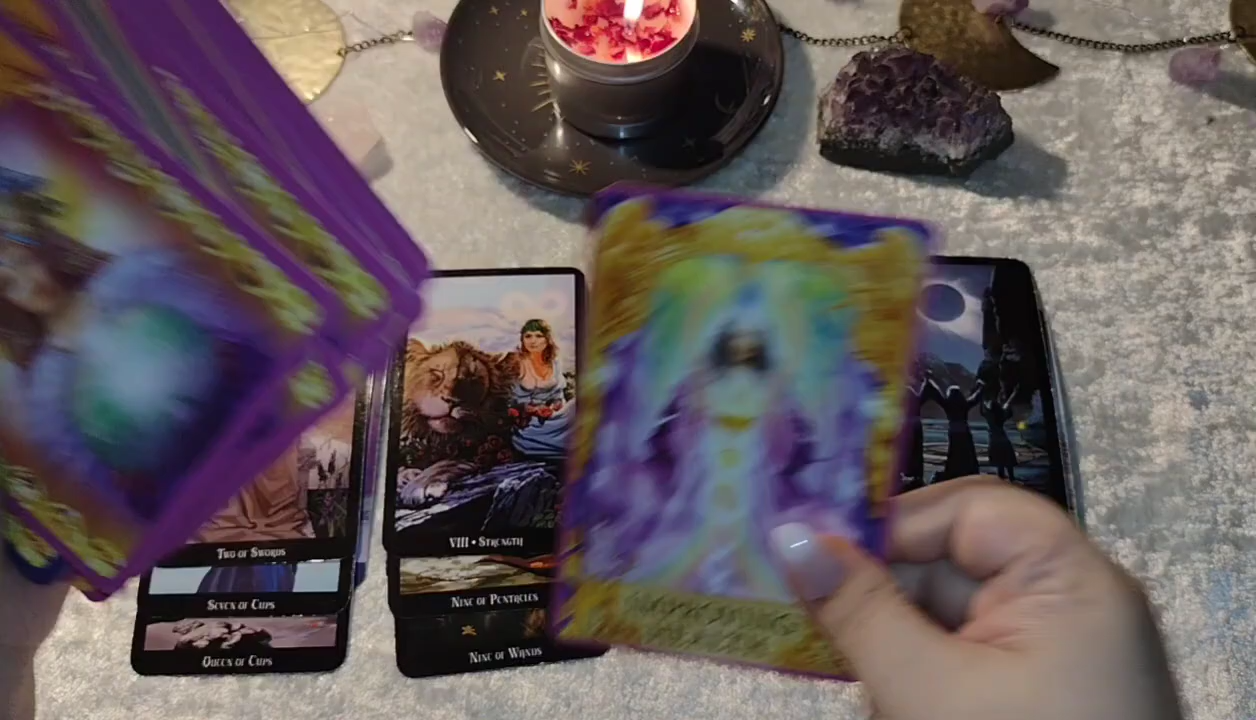 Two of Swords
Seven of Cups
Queen of Cups
VIII • Strength
Nine of Pentacles
Nine of Wands